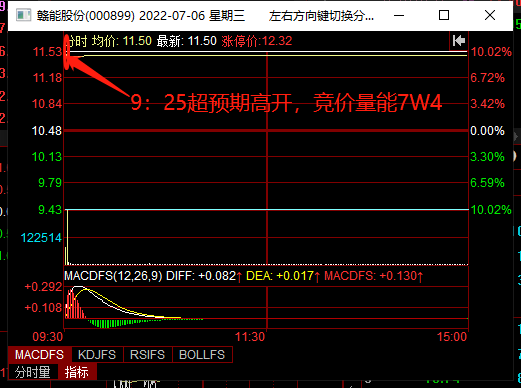 赣能股份(000899) 2022-07-06 星期三 左右方向键切换分...
分时 均价: 11.50 最新: 11.50 涨停价:12.32
11.53 10.02%
11.18 6.72%
9：25超预期高开，竞价量能7W4
10.84 3.42%
10.48 0.00%
10.13 3.30%
9.79 6.59%
9.43 10.02%
122514
MACDFS(12,26,9) DIFF: +0.082↑ DEA: +0.017↑ MACDFS: +0.130↑
+0.292
+0.108
09:30 11:30 15:00
MACDFS KDJFS RSIFS BOLLFS
分时量 指标